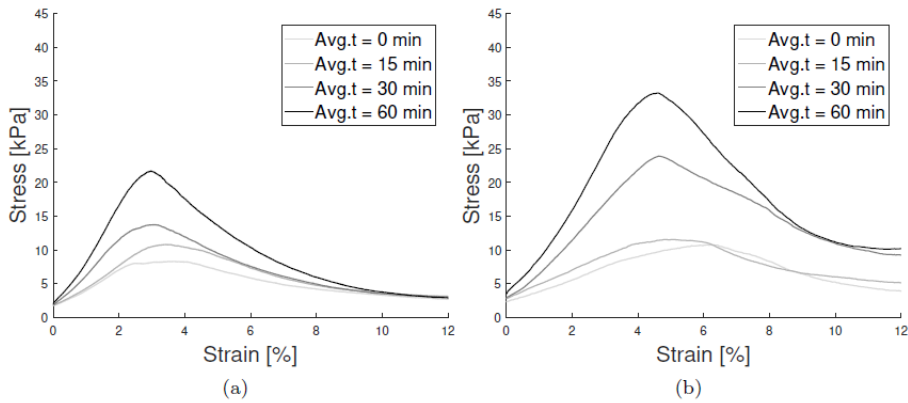 45
40
35
30
25
20
15
10
5
0
Stress [kPa]
0 2 4 6 8 10 12
Strain [%]
Avg.t = 0 min
Avg.t = 15 min
Avg.t = 30 min
Avg.t = 60 min
(a)
45
40
35
30
25
20
15
10
5
0
Stress [kPa]
0 2 4 6 8 10 12
Strain [%]
Avg.t = 0 min
Avg.t = 15 min
Avg.t = 30 min
Avg.t = 60 min
(b)